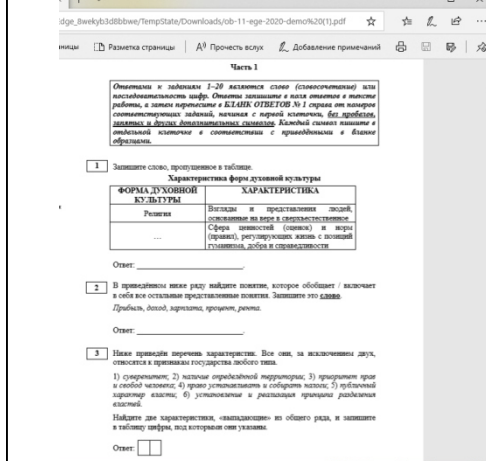 dge_8wekyb3d8bbwe/TempState/Downloads/ob-11-ege-2020-demo%20(1).pdf
ницы Разметка страницы Прочесть вслух Добавление примечаний
Часть 1
Ответами к заданиям 1–20 являются слово (словосочетание) или
последовательность цифр. Ответы запишите в поля ответов в тексте
работы, а затем перенесите в БЛАНК ОТВЕТОВ № 1 справа от номеров
соответствующих заданий, начиная с первой клеточки, без пробелов,
запятых и других дополнительных символов. Каждый символ пишите в
отдельной клеточке в соответствии с приведёнными в бланке
образцами.
1 Запишите слово, пропущенное в таблице.
Характеристика форм духовной культуры
ФОРМА ДУХОВНОЙ КУЛЬТУРЫ ХАРАКТЕРИСТИКА
Религия Взгляды и представления людей,
основанные на вере в сверхъестественное
... Сфера ценностей (оценок) и норм
(правил), регулирующих жизнь с позиций
гуманизма, добра и справедливости
Ответ:
2 В приведённом ниже ряду найдите понятие, которое обобщает / включает
в себя все остальные представленные понятия. Запишите это слово.
Прибыль, доход, зарплата, процент, рента.
Ответ:
3 Ниже приведён перечень характеристик. Все они, за исключением двух,
относятся к признакам государства любого типа.
1) суверенитет; 2) наличие определённой территории; 3) приоритет прав
и свобод человека; 4) право устанавливать и собирать налоги; 5) публичный
характер власти; 6) установление и реализация принципа разделения
властей.
Найдите две характеристики, «выпадающие» из общего ряда, и запишите
в таблицу цифры, под которыми они указаны.
Ответ: